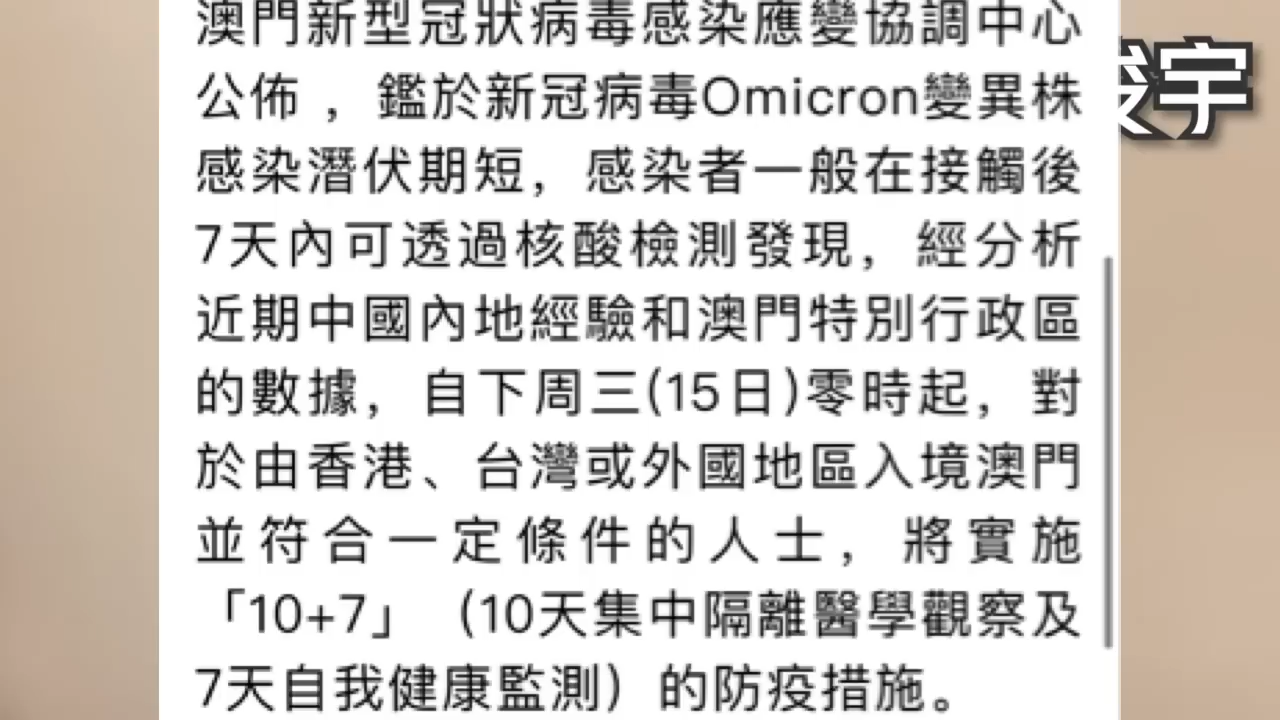 澳門新型冠狀病毒感染應變協調中心
公佈，鑑於新冠病毒Omicron變異株
感染潛伏期短，感染者一般在接觸後
7天內可透過核酸檢測發現，經分析
近期中國內地經驗和澳門特別行政區
的數據，自下周三(15日)零時起，對
於由香港、台灣或外國地區入境澳門
並符合一定條件的人士，將實施
「10+7」（10天集中隔離醫學觀察及
7天自我健康監測）的防疫措施。
宇